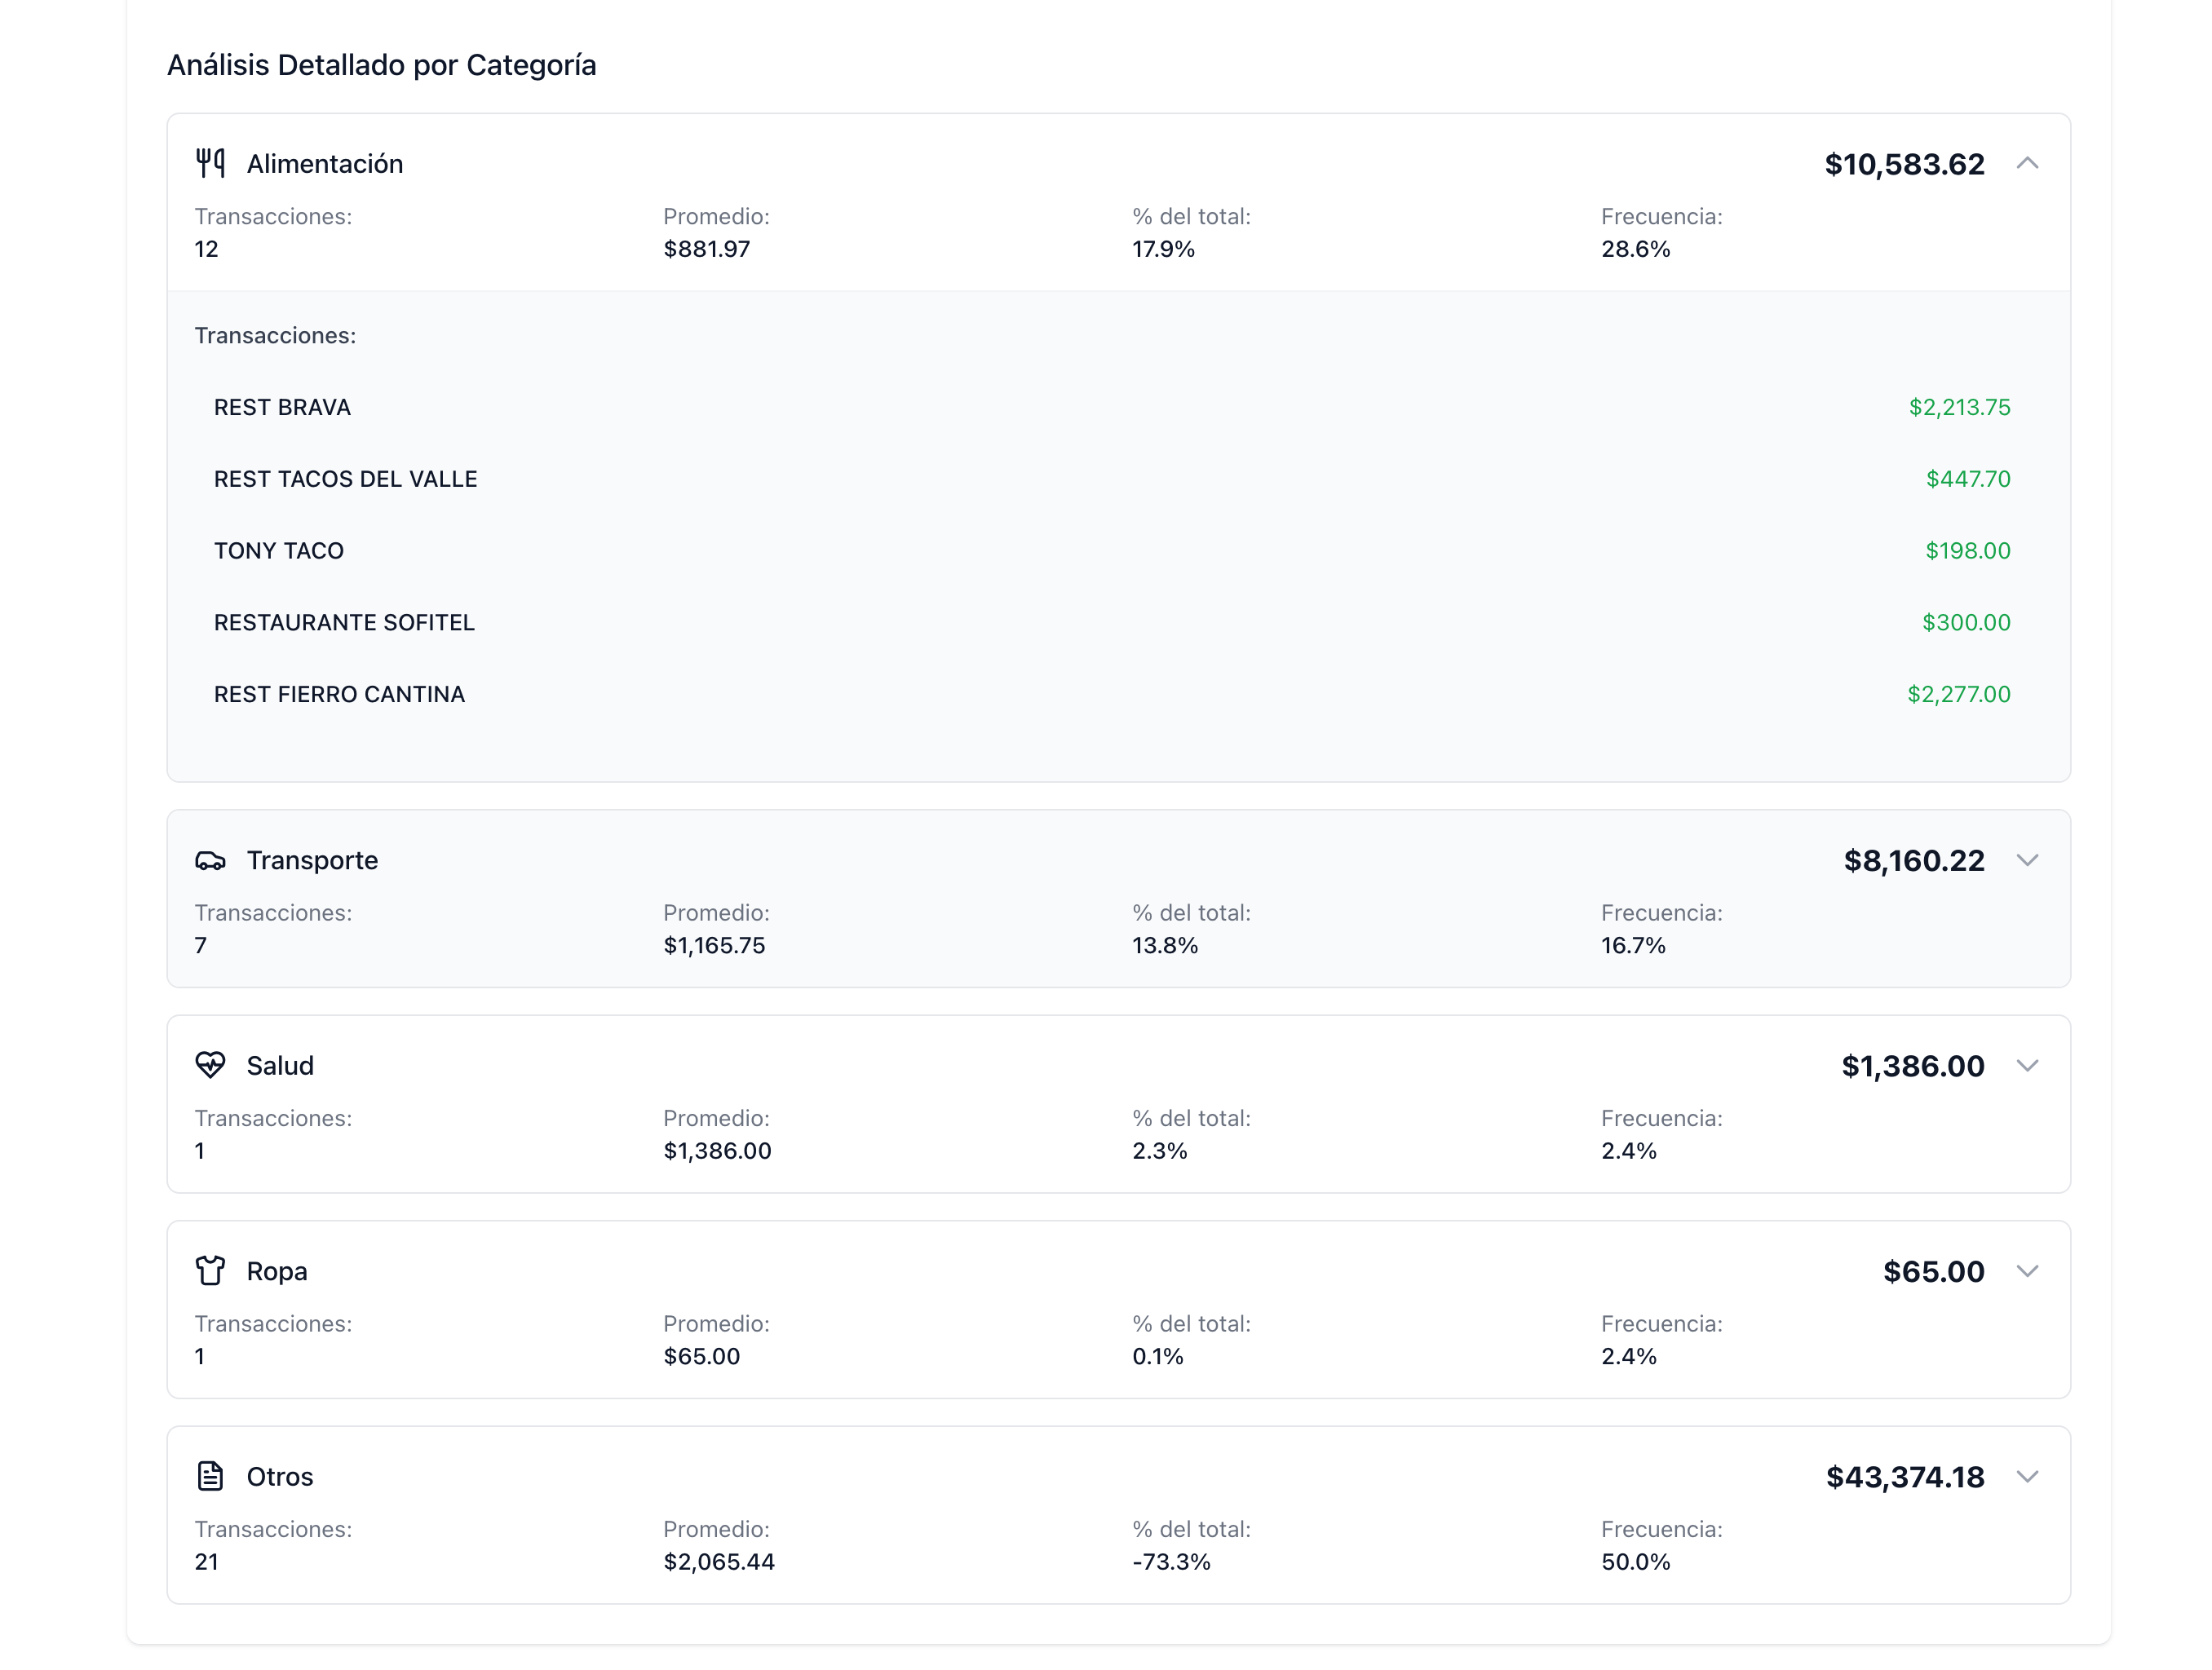 Análisis Detallado por Categoría
Alimentación $10,583.62
Transacciones: Promedio: % del total: Frecuencia:
12 $881.97 17.9% 28.6%
Transacciones:
REST BRAVA $2,213.75
REST TACOS DEL VALLE $447.70
TONY TACO $198.00
RESTAURANTE SOFITEL $300.00
REST FIERRO CANTINA $2,277.00
Transporte $8,160.22
Transacciones: Promedio: % del total: Frecuencia:
7 $1,165.75 13.8% 16.7%
Salud $1,386.00
Transacciones: Promedio: % del total: Frecuencia:
1 $1,386.00 2.3% 2.4%
Ropa $65.00
Transacciones: Promedio: % del total: Frecuencia:
1 $65.00 0.1% 2.4%
Otros $43,374.18
Transacciones: Promedio: % del total: Frecuencia:
21 $2,065.44 -73.3% 50.0%